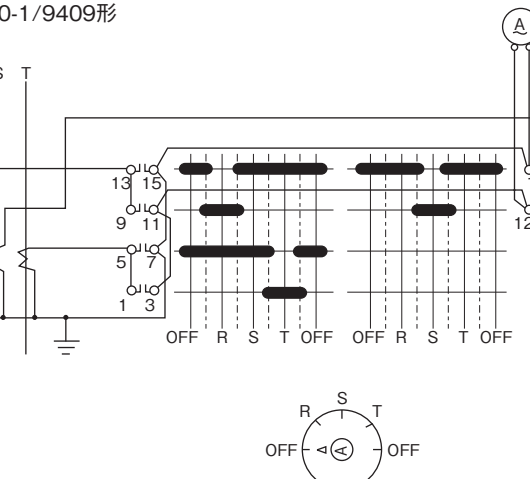 0-1/9409形
S T
A
13 15
9 11
12
5 7
1 3
OFF R S T OFF OFF R S T OFF
S
R T
OFF A OFF